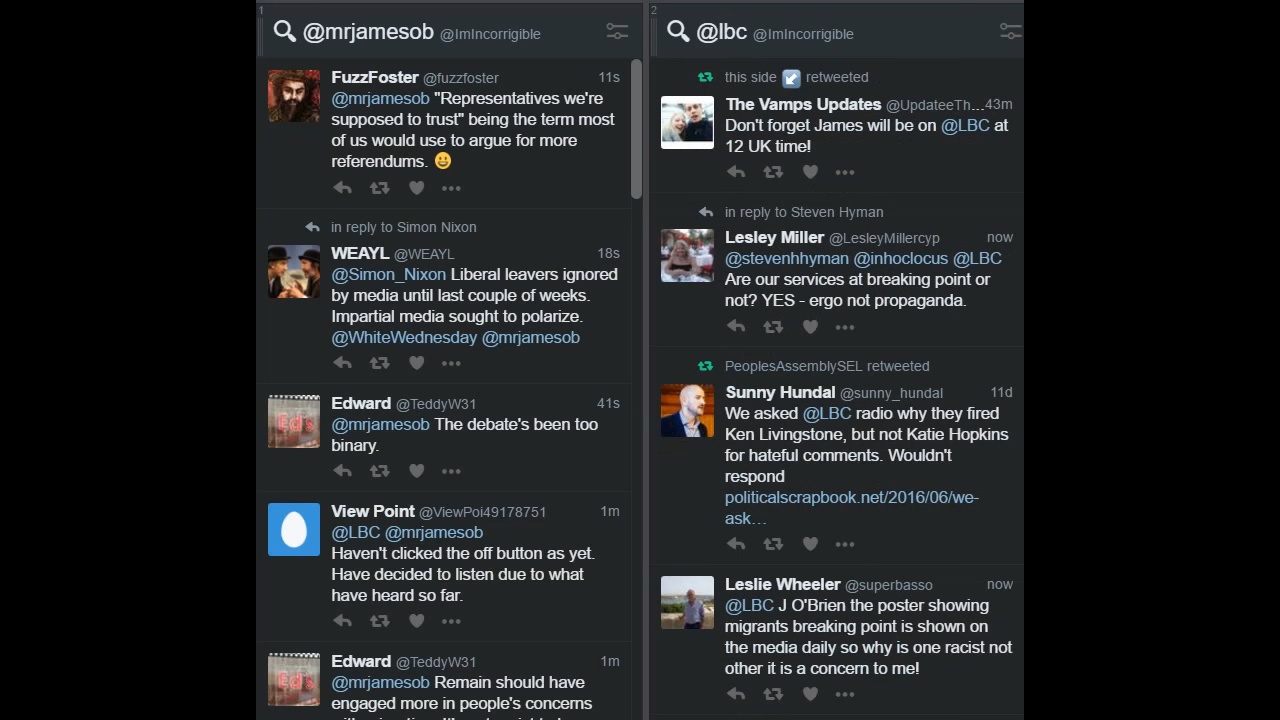 1
@mrjamesob @ImIncorrigible
FuzzFoster @fuzzfoster 11s
@mrjamesob "Representatives we're
supposed to trust" being the term most
of us would use to argue for more
referendums. 😀
in reply to Simon Nixon
WEAYL @WEAYL 18s
@Simon_Nixon Liberal leavers ignored
by media until last couple of weeks.
Impartial media sought to polarize.
@WhiteWednesday @mrjamesob
Edward @TeddyW31 41s
@mrjamesob The debate's been too
binary.
View Point @ViewPoi49178751 1m
@LBC @mrjamesob
Haven't clicked the off button as yet.
Have decided to listen due to what
have heard so far.
Edward @TeddyW31 1m
@mrjamesob Remain should have
engaged more in people's concerns
2
@lbc @ImIncorrigible
this side ↙ retweeted
The Vamps Updates @UpdateeTh... 43m
Don't forget James will be on @LBC at
12 UK time!
in reply to Steven Hyman
Lesley Miller @LesleyMillercyp now
@stevenhhyman @inhoclocus @LBC
Are our services at breaking point or
not? YES - ergo not propaganda.
PeoplesAssemblySEL retweeted
Sunny Hundal @sunny_hundal 11d
We asked @LBC radio why they fired
Ken Livingstone, but not Katie Hopkins
for hateful comments. Wouldn't
respond
politicalscrapbook.net/2016/06/we-
ask…
Leslie Wheeler @superbasso now
@LBC J O'Brien the poster showing
migrants breaking point is shown on
the media daily so why is one racist not
other it is a concern to me!